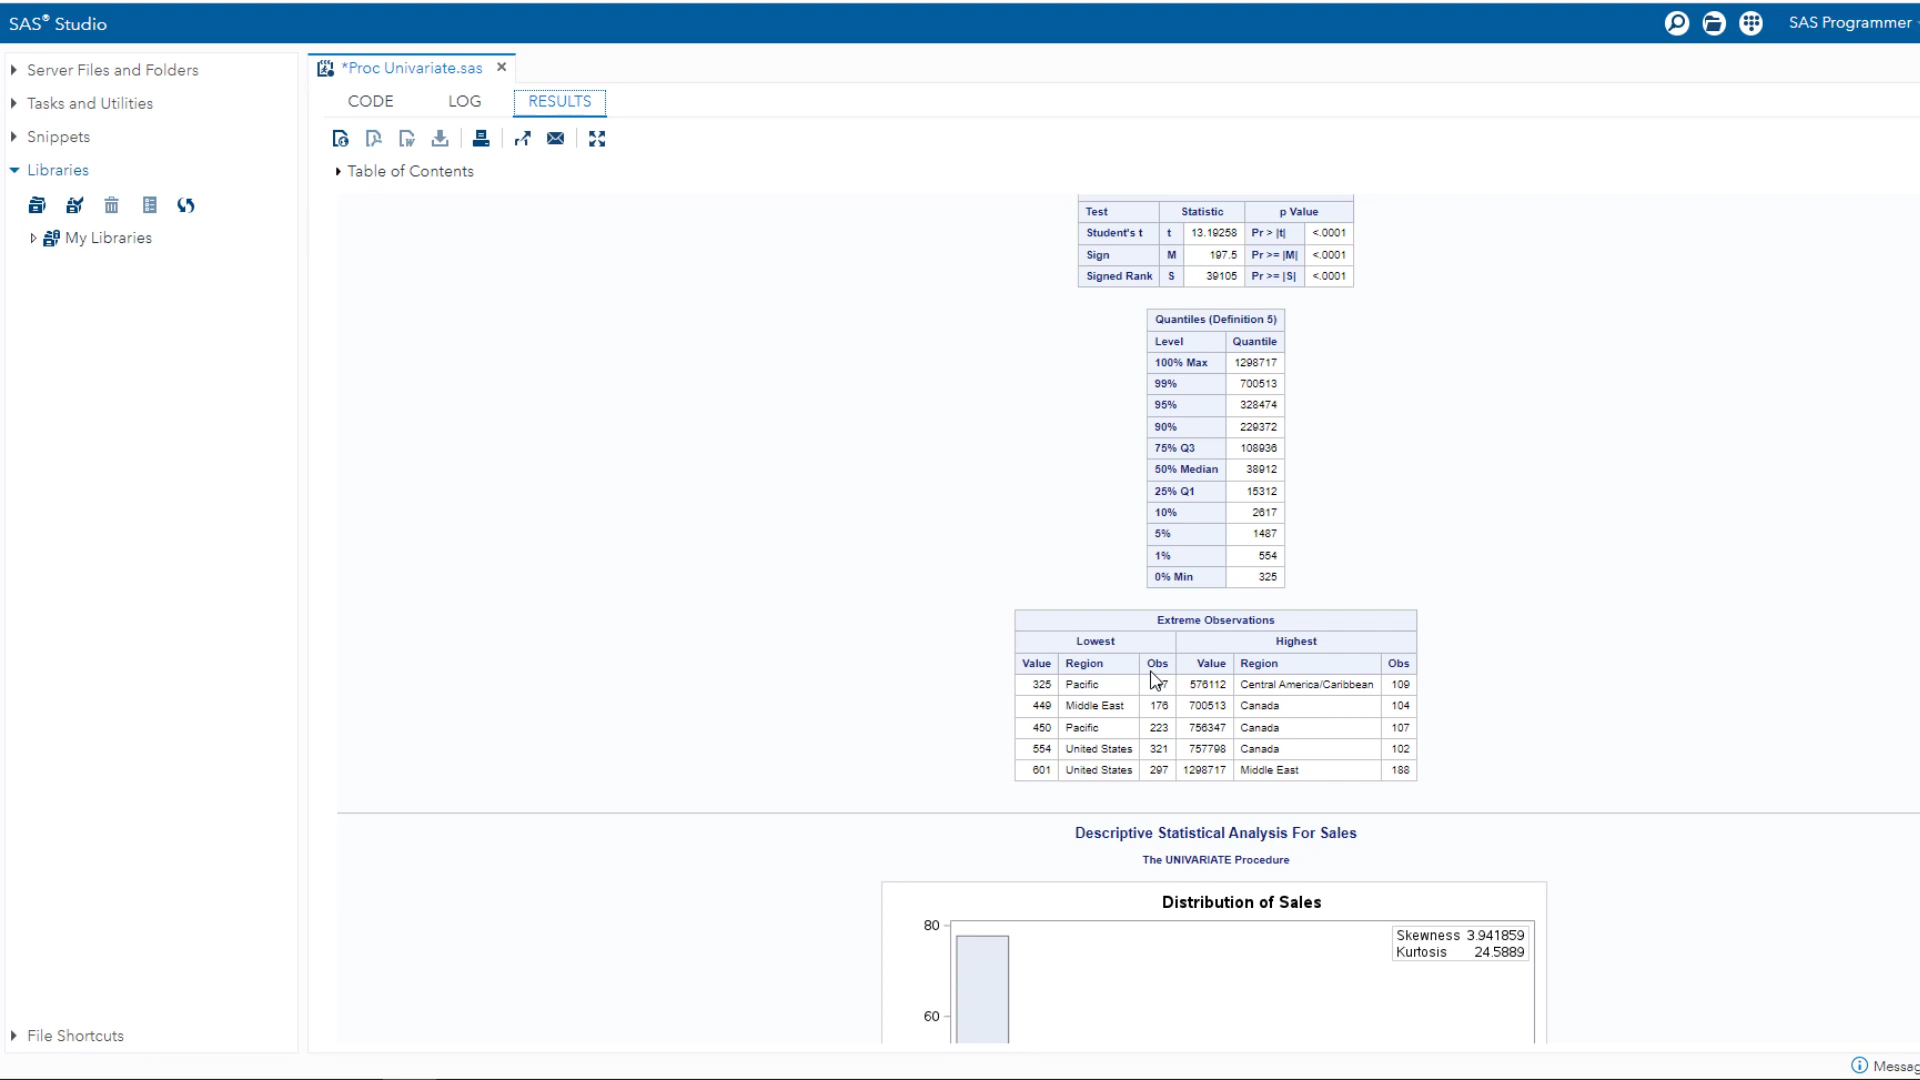 SAS® Studio
SAS Programmer
Server Files and Folders
Tasks and Utilities
Snippets
Libraries
My Libraries
File Shortcuts
*Proc Univariate.sas
CODE LOG RESULTS
Table of Contents
Test Statistic p Value
Student's t t 13.19258 Pr > |t| <.0001
Sign M 197.5 Pr >= |M| <.0001
Signed Rank S 39105 Pr >= |S| <.0001
Quantiles (Definition 5)
Level Quantile
100% Max 1298717
99% 700513
95% 328474
90% 229372
75% Q3 108936
50% Median 38912
25% Q1 15312
10% 2617
5% 1487
1% 554
0% Min 325
Extreme Observations
Lowest Highest
Value Region Obs Value Region Obs
325 Pacific 576112 Central America/Caribbean 109
449 Middle East 176 700513 Canada 104
450 Pacific 223 756347 Canada 107
554 United States 321 757798 Canada 102
601 United States 297 1298717 Middle East 188
Descriptive Statistical Analysis For Sales
The UNIVARIATE Procedure
Distribution of Sales
80
Skewness 3.941859
Kurtosis 24.5889
60